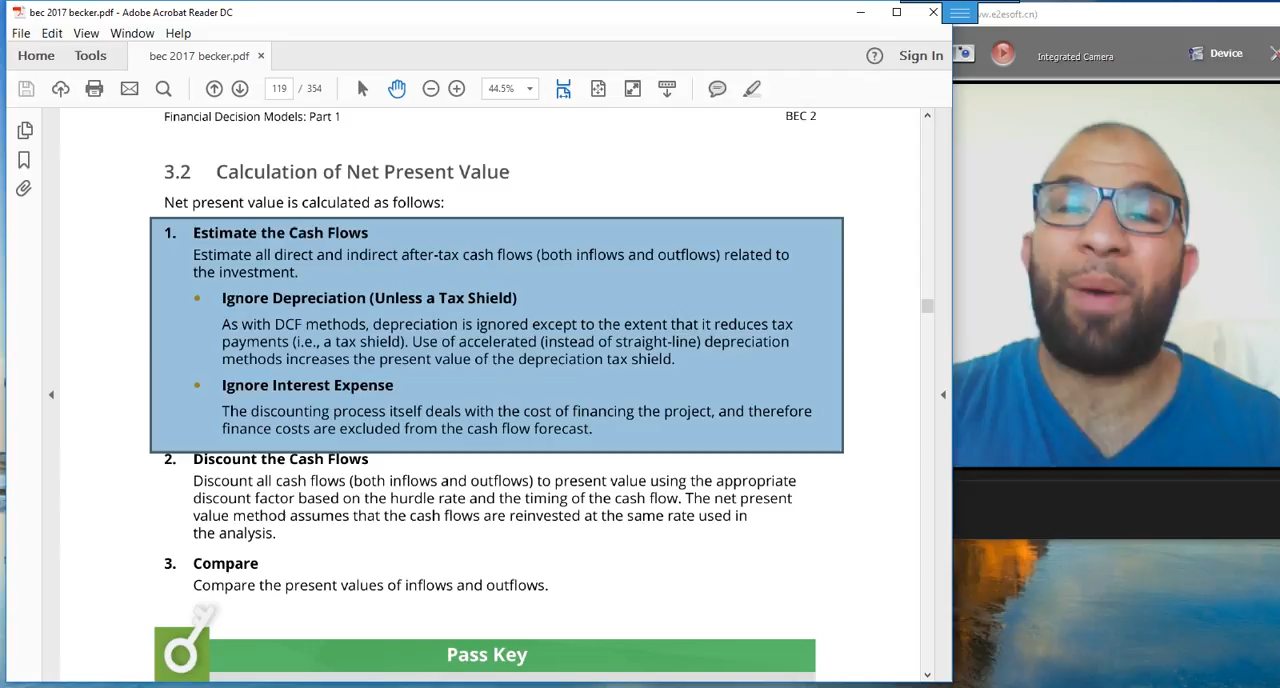 bec 2017 becker.pdf - Adobe Acrobat Reader DC
w.e2esoft.cn)
File Edit View Window Help
Home Tools bec 2017 becker.pdf × Sign In
Integrated Camera Device
119 / 354 44.5%
Financial Decision Models: Part 1 BEC 2
3.2 Calculation of Net Present Value
Net present value is calculated as follows:
1. Estimate the Cash Flows
Estimate all direct and indirect after-tax cash flows (both inflows and outflows) related to
the investment.
• Ignore Depreciation (Unless a Tax Shield)
As with DCF methods, depreciation is ignored except to the extent that it reduces tax
payments (i.e., a tax shield). Use of accelerated (instead of straight-line) depreciation
methods increases the present value of the depreciation tax shield.
• Ignore Interest Expense
The discounting process itself deals with the cost of financing the project, and therefore
finance costs are excluded from the cash flow forecast.
2. Discount the Cash Flows
Discount all cash flows (both inflows and outflows) to present value using the appropriate
discount factor based on the hurdle rate and the timing of the cash flow. The net present
value method assumes that the cash flows are reinvested at the same rate used in
the analysis.
3. Compare
Compare the present values of inflows and outflows.
Pass Key